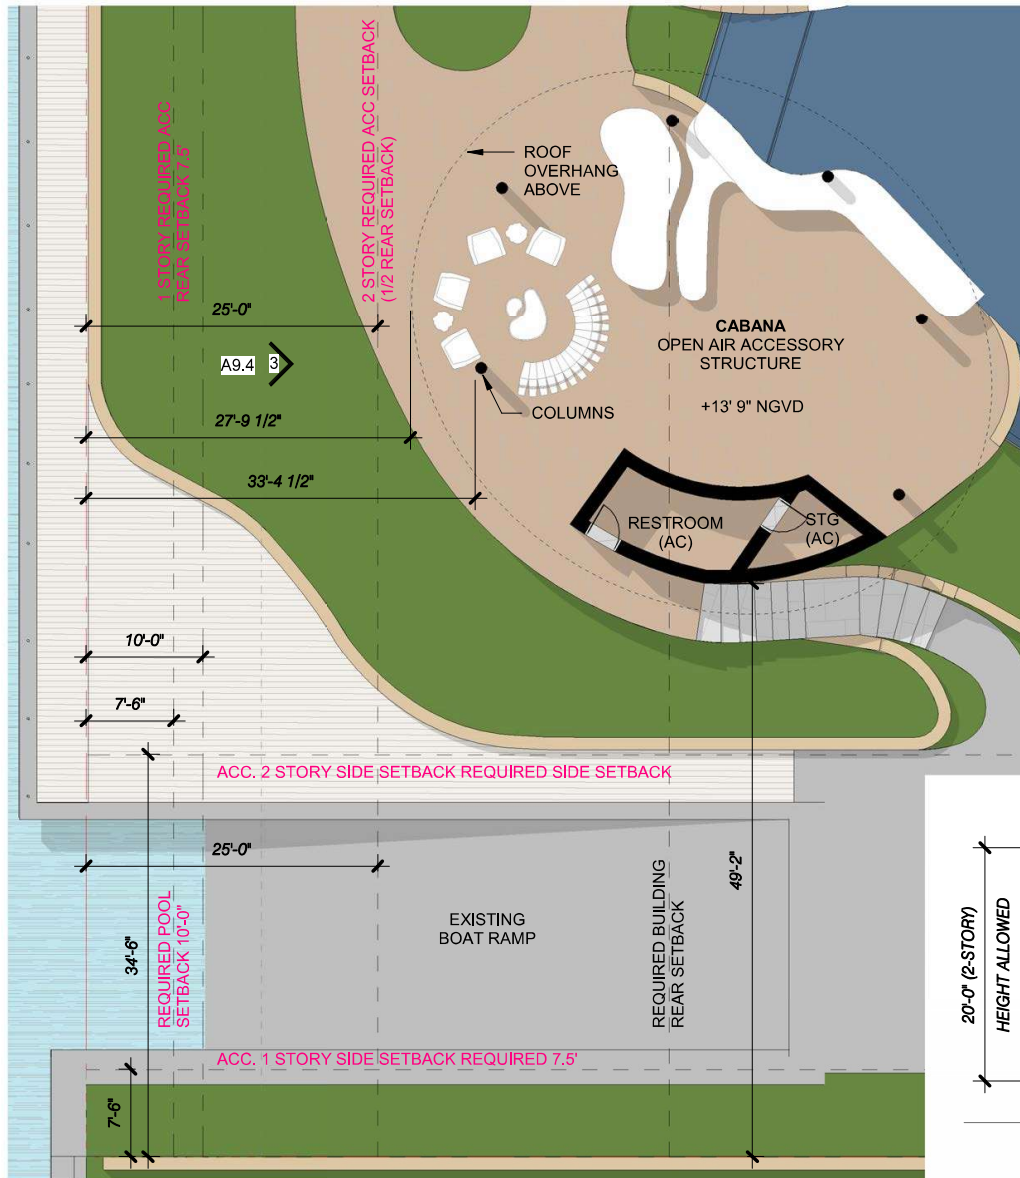 1 STORY REQUIRED ACC
REAR SETBACK 7.5'
2 STORY REQUIRED ACC SETBACK
(1/2 REAR SETBACK)
ROOF
OVERHANG
ABOVE
25'-0"
A9.4
3
CABANA
OPEN AIR ACCESSORY
STRUCTURE
+13' 9" NGVD
COLUMNS
27'-9 1/2"
33'-4 1/2"
RESTROOM
(AC)
STG
(AC)
10'-0"
7'-6"
ACC. 2 STORY SIDE SETBACK REQUIRED SIDE SETBACK
25'-0"
49'-2"
34'-6"
REQUIRED POOL
SETBACK 10'-0"
EXISTING
BOAT RAMP
REQUIRED BUILDING
REAR SETBACK
20'-0" (2-STORY)
HEIGHT ALLOWED
ACC. 1 STORY SIDE SETBACK REQUIRED 7.5'
7'-6"